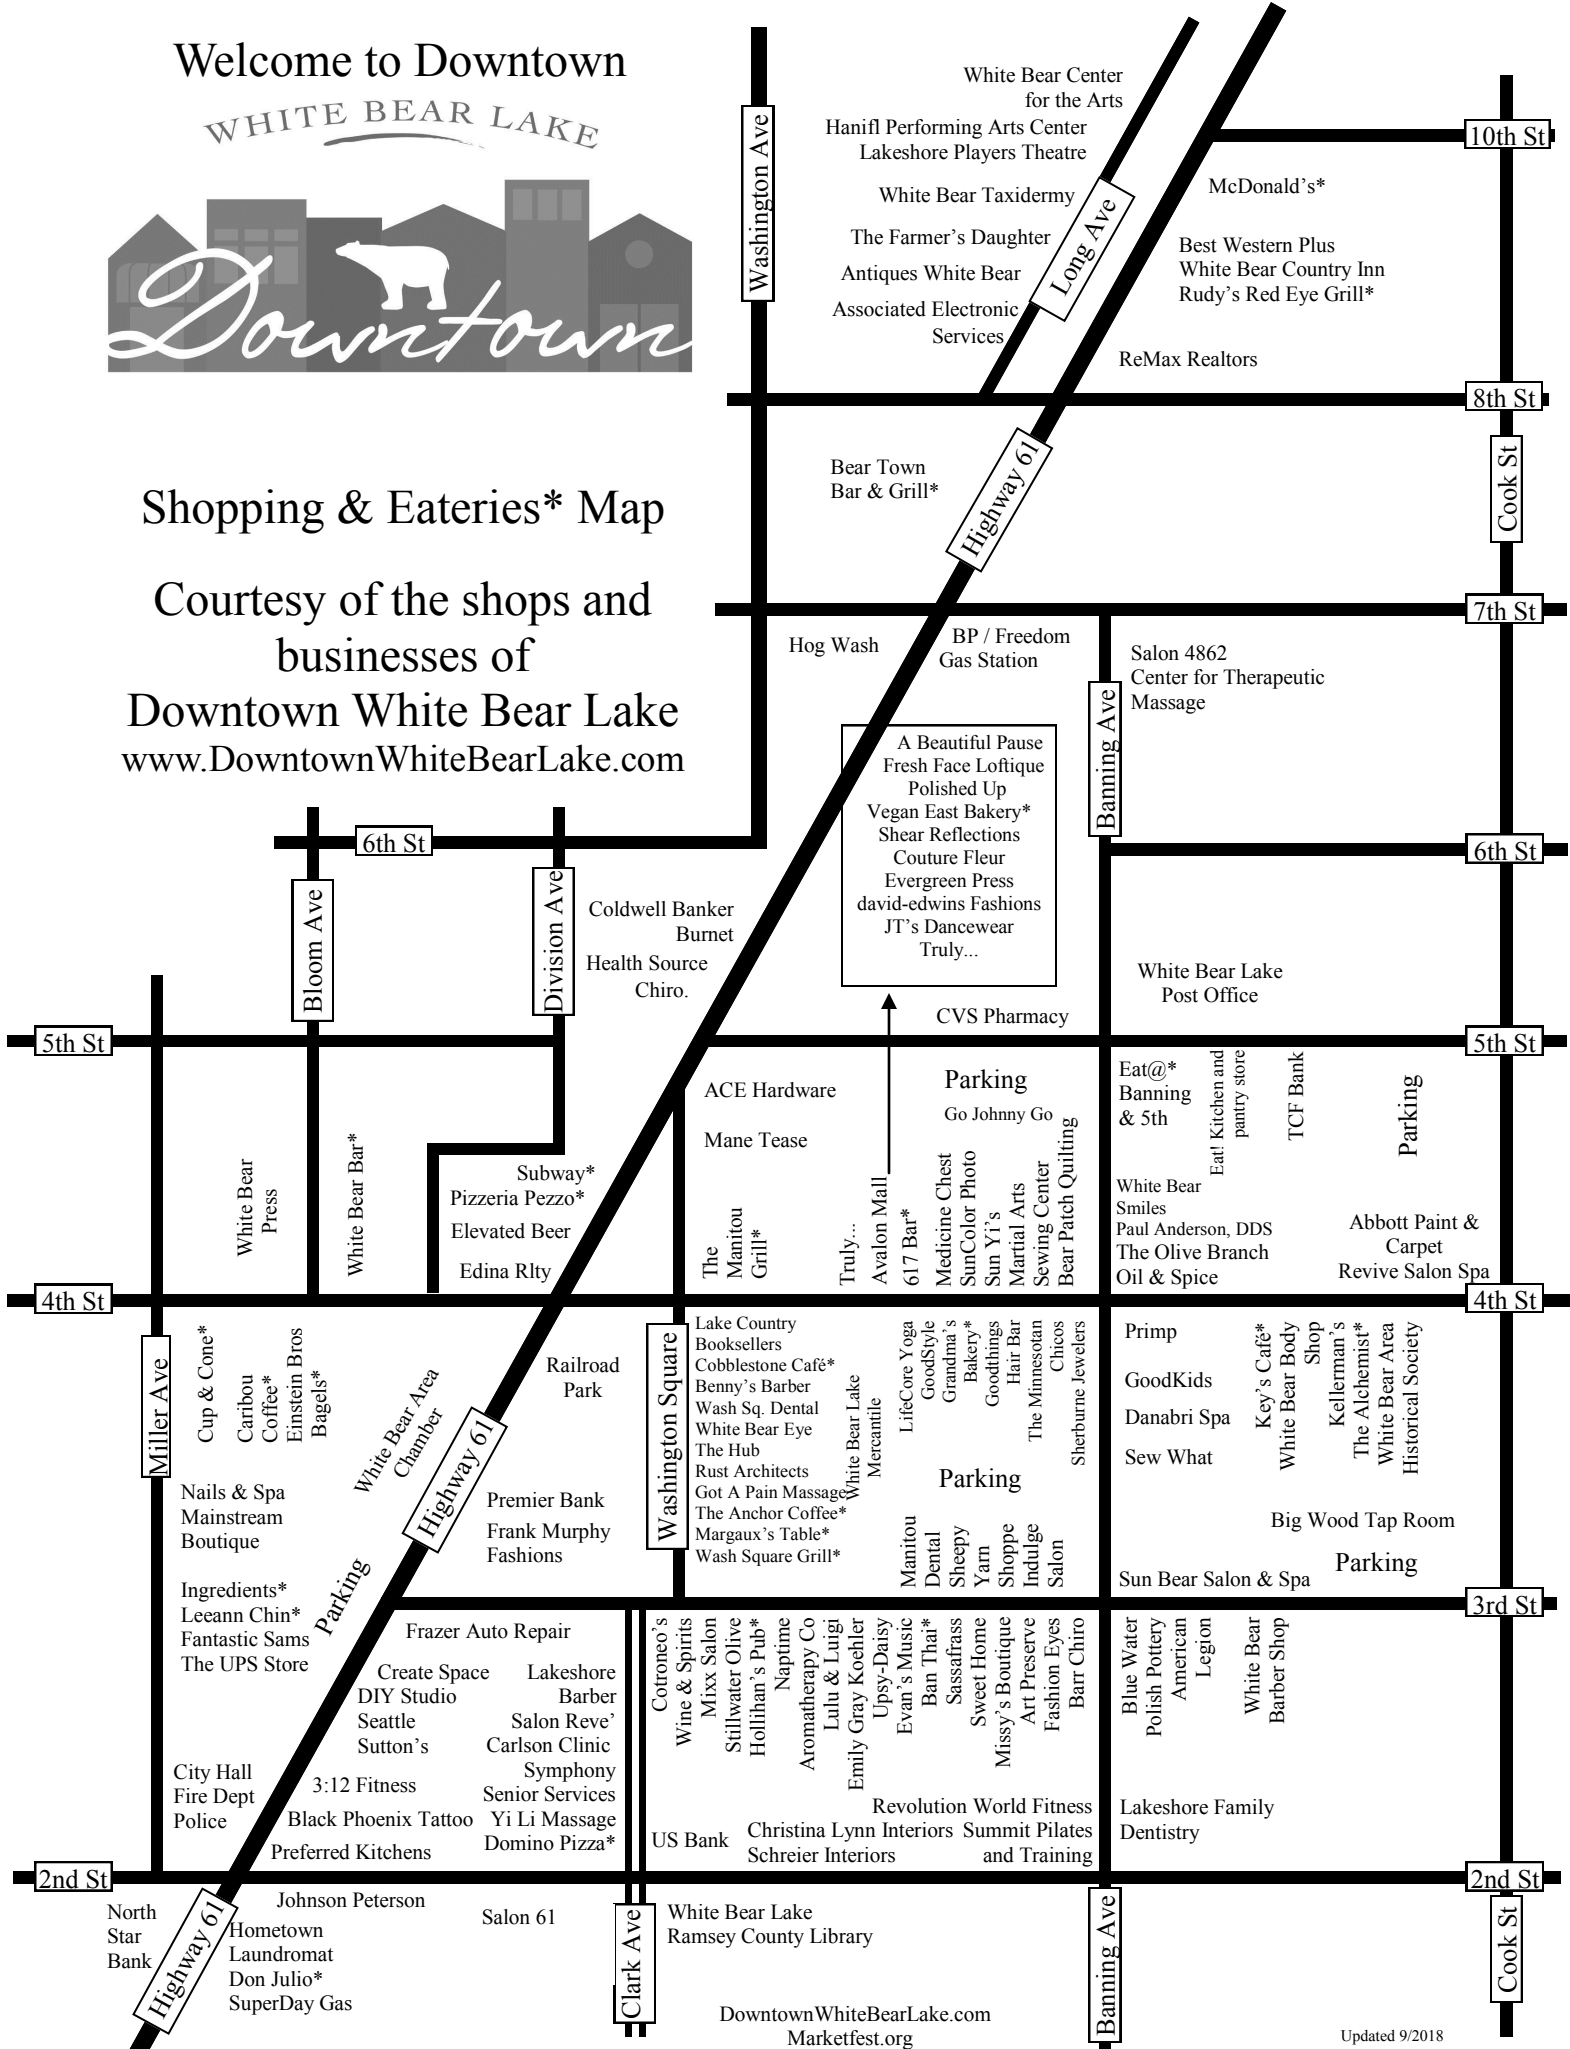 Welcome to Downtown
WHITE BEAR LAKE
Downtown
Shopping & Eateries* Map
Courtesy of the shops and
businesses of
Downtown White Bear Lake
www.DowntownWhiteBearLake.com
Washington Ave
White Bear Center
for the Arts
Hanifl Performing Arts Center
Lakeshore Players Theatre
White Bear Taxidermy
The Farmer's Daughter
Antiques White Bear
Associated Electronic
Services
Long Ave
10th St
McDonald's*
Best Western Plus
White Bear Country Inn
Rudy's Red Eye Grill*
ReMax Realtors
8th St
Bear Town
Bar & Grill*
Highway 61
Cook St
7th St
Hog Wash
BP / Freedom
Gas Station
Banning Ave
Salon 4862
Center for Therapeutic
Massage
A Beautiful Pause
Fresh Face Loftique
Polished Up
Vegan East Bakery*
Shear Reflections
Couture Fleur
Evergreen Press
david-edwins Fashions
JT's Dancewear
Truly...
6th St
6th St
Bloom Ave
Division Ave
Coldwell Banker
Burnet
Health Source
Chiro.
White Bear Lake
Post Office
CVS Pharmacy
5th St
5th St
White Bear
Press
White Bear Bar*
Subway*
Pizzeria Pezzo*
Elevated Beer
Edina Rlty
ACE Hardware
Mane Tease
The
Manitou
Grill*
Parking
Go Johnny Go
Truly...
Avalon Mall
617 Bar*
Medicine Chest
SunColor Photo
Sun Yi's
Martial Arts
Sewing Center
Bear Patch Quilting
Eat@*
Banning
& 5th
Eat! Kitchen and
pantry store
TCF Bank
Parking
White Bear
Smiles
Paul Anderson, DDS
The Olive Branch
Oil & Spice
Abbott Paint &
Carpet
Revive Salon Spa
4th St
4th St
Miller Ave
Cup & Cone*
Caribou
Coffee*
Einstein Bros
Bagels*
White Bear Area
Chamber
Highway 61
Railroad
Park
Washington Square
Lake Country
Booksellers
Cobblestone Café*
Benny's Barber
Wash Sq. Dental
White Bear Eye
The Hub
Rust Architects
Got A Pain Massage
The Anchor Coffee*
Margaux's Table*
Wash Square Grill*
White Bear Lake
Mercantile
LifeCore Yoga
GoodStyle
Grandma's
Bakery*
Goodthings
Hair Bar
The Minnesotan
Chicos
Sherburne Jewelers
Parking
Manitou
Dental
Sheepy
Yarn
Shoppe
Indulge
Salon
Primp
GoodKids
Danabri Spa
Sew What
Key's Café*
White Bear Body
Shop
Kellerman's
The Alchemist*
White Bear Area
Historical Society
Big Wood Tap Room
Parking
Sun Bear Salon & Spa
Nails & Spa
Mainstream
Boutique
Ingredients*
Leeann Chin*
Fantastic Sams
The UPS Store
Parking
Premier Bank
Frank Murphy
Fashions
3rd St
Frazer Auto Repair
Create Space
DIY Studio
Seattle
Sutton's
3:12 Fitness
Black Phoenix Tattoo
Preferred Kitchens
Lakeshore
Barber
Salon Reve'
Carlson Clinic
Symphony
Senior Services
Yi Li Massage
Domino Pizza*
Cotroneo's
Wine & Spirits
Mixx Salon
Stillwater Olive
Hollihan's Pub*
Naptime
Aromatherapy Co
Lulu & Luigi
Emily Gray Koehler
Upsy-Daisy
Evan's Music
Ban Thai*
Sassafrass
Sweet Home
Missy's Boutique
Art Preserve
Fashion Eyes
Barr Chiro
Blue Water
Polish Pottery
American
Legion
White Bear
Barber Shop
City Hall
Fire Dept
Police
US Bank
Revolution World Fitness
Christina Lynn Interiors
Schreier Interiors
Summit Pilates
and Training
Lakeshore Family
Dentistry
2nd St
2nd St
North
Star
Bank
Highway 61
Johnson Peterson
Hometown
Laundromat
Don Julio*
SuperDay Gas
Salon 61
Clark Ave
White Bear Lake
Ramsey County Library
Banning Ave
Cook St
DowntownWhiteBearLake.com
Marketfest.org
Updated 9/2018